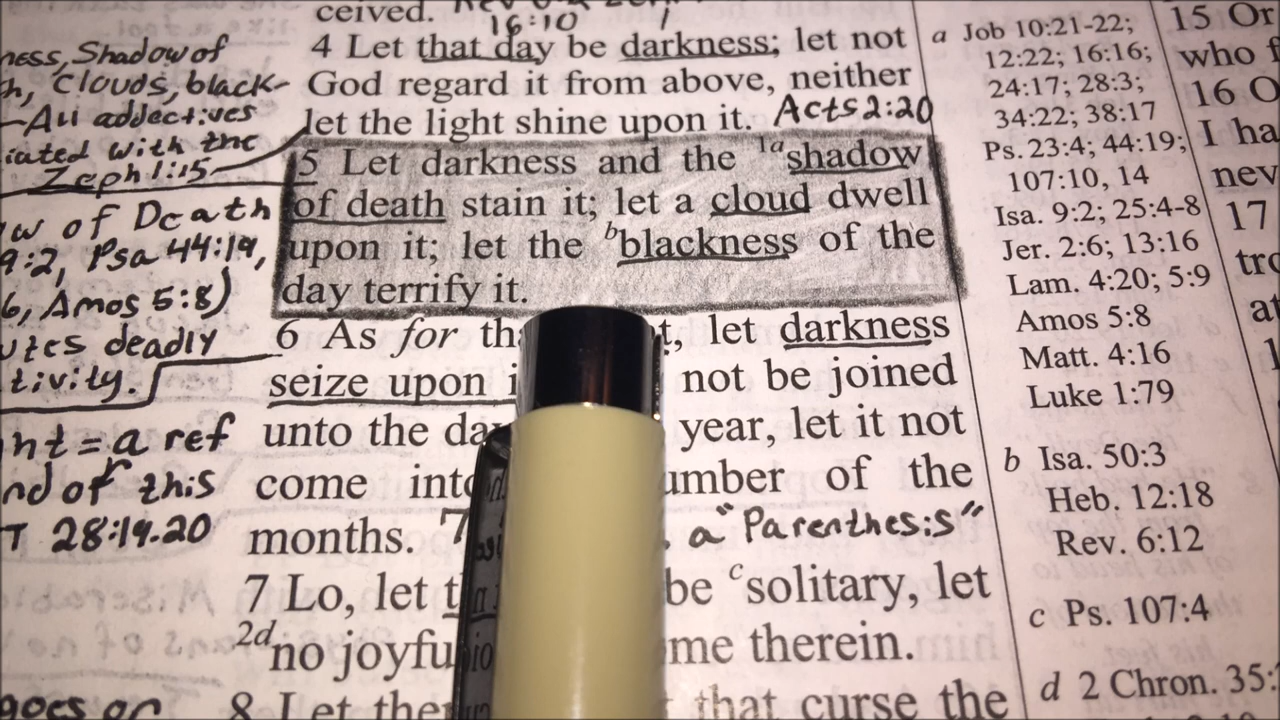 ness, Shadow of
h, Clouds, black-
-All addectives
iated with the
Zeph 1:15
w of Death
9:2, Psa 44:19,
6, Amos 5:8)
utes deadly
tivity.
nt = a ref
nd of this
T 28:19-20
goes on
ceived.
16:10
4 Let that day be darkness; let not
God regard it from above, neither
let the light shine upon it. Acts 2:20
5 Let darkness and the 1a shadow
of death stain it; let a cloud dwell
upon it; let the b blackness of the
day terrify it.
6 As for th t, let darkness
seize upon i not be joined
unto the da year, let it not
come into umber of the
months. 7 a "Parenthesis"
7 Lo, let t be c solitary, let
2d no joyfu me therein.
8 Let the that curse the
a Job 10:21-22;
12:22; 16:16;
24:17; 28:3;
34:22; 38:17
Ps. 23:4; 44:19;
107:10, 14
Isa. 9:2; 25:4-8
Jer. 2:6; 13:16
Lam. 4:20; 5:9
Amos 5:8
Matt. 4:16
Luke 1:79
b Isa. 50:3
Heb. 12:18
Rev. 6:12
c Ps. 107:4
d 2 Chron. 35:
15 Or
who f
16 O
I ha
nev
17
tro
at